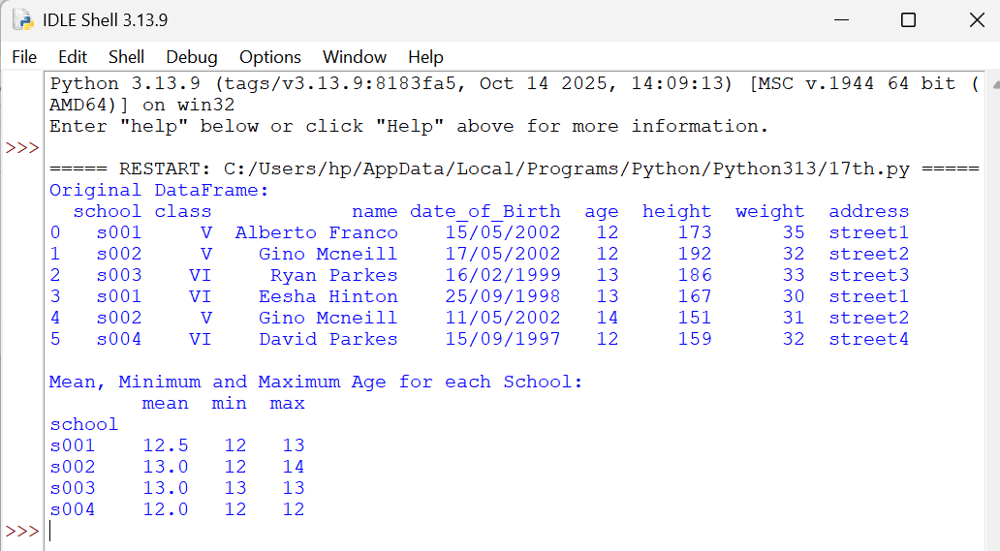 IDLE Shell 3.13.9
File Edit Shell Debug Options Window Help
Python 3.13.9 (tags/v3.13.9:8183fa5, Oct 14 2025, 14:09:13) [MSC v.1944 64 bit (
AMD64)] on win32
Enter "help" below or click "Help" above for more information.
>>>
===== RESTART: C:/Users/hp/AppData/Local/Programs/Python/Python313/17th.py =====
Original DataFrame:
  school class            name date_of_Birth  age  height  weight  address
0   s001     V  Alberto Franco    15/05/2002   12     173      35  street1
1   s002     V    Gino Mcneill    17/05/2002   12     192      32  street2
2   s003    VI     Ryan Parkes    16/02/1999   13     186      33  street3
3   s001    VI    Eesha Hinton    25/09/1998   13     167      30  street1
4   s002     V    Gino Mcneill    11/05/2002   14     151      31  street2
5   s004    VI    David Parkes    15/09/1997   12     159      32  street4
Mean, Minimum and Maximum Age for each School:
        mean  min  max
school
s001    12.5   12   13
s002    13.0   12   14
s003    13.0   13   13
s004    12.0   12   12
>>>